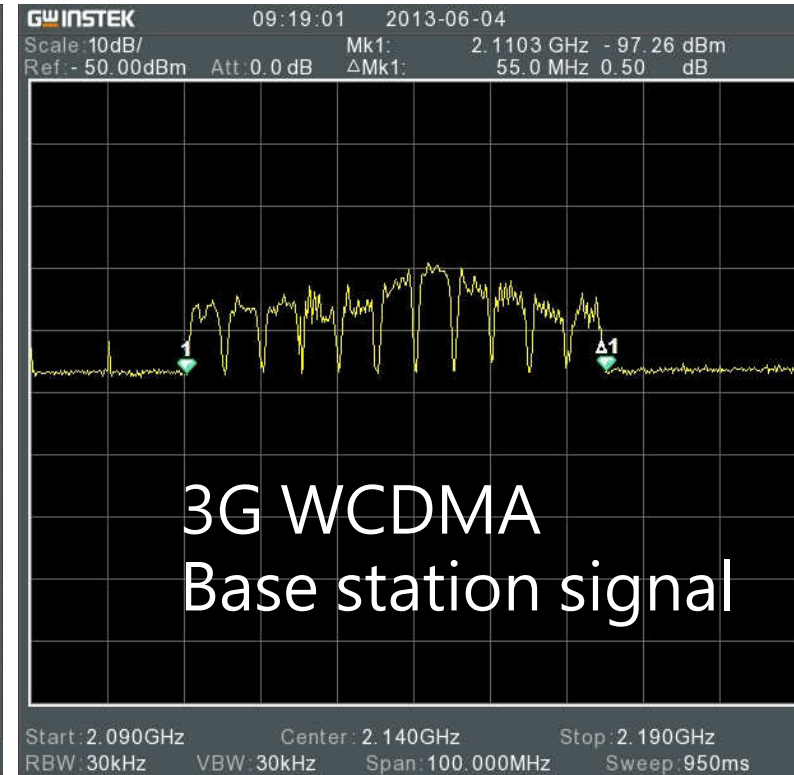 GWINSTEK 09:19:01 2013-06-04
Scale:10dB/ Mk1: 2.1103 GHz - 97.26 dBm
Ref:- 50.00dBm Att:0.0 dB △Mk1: 55.0 MHz 0.50 dB
1
△1
3G WCDMA
Base station signal
Start:2.090GHz Center:2.140GHz Stop:2.190GHz
RBW:30kHz VBW:30kHz Span:100.000MHz Sweep:950ms